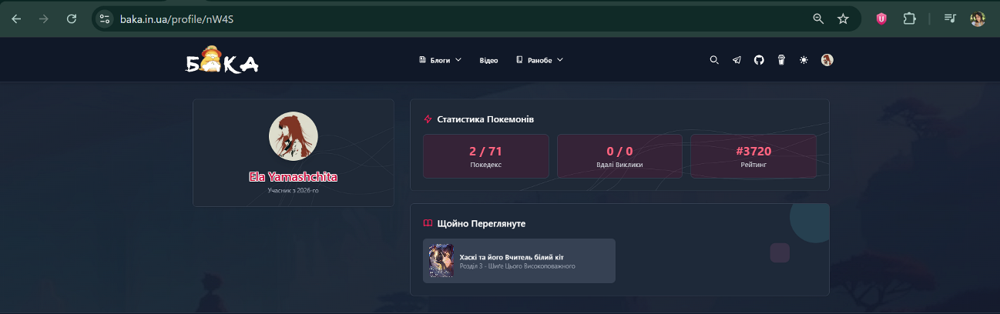 baka.in.ua/profile/nW4S
БАКА
Блоги
Відео
Ранобе
Ela Yamashchita
Учасник з 2026-го
Статистика Покемонів
2 / 71
Покедекс
0 / 0
Вдалі Виклики
#3720
Рейтинг
Щойно Переглянуте
Хаскі та його Вчитель білий кіт
Розділ 3 - Шиґе Цього Високоповажного